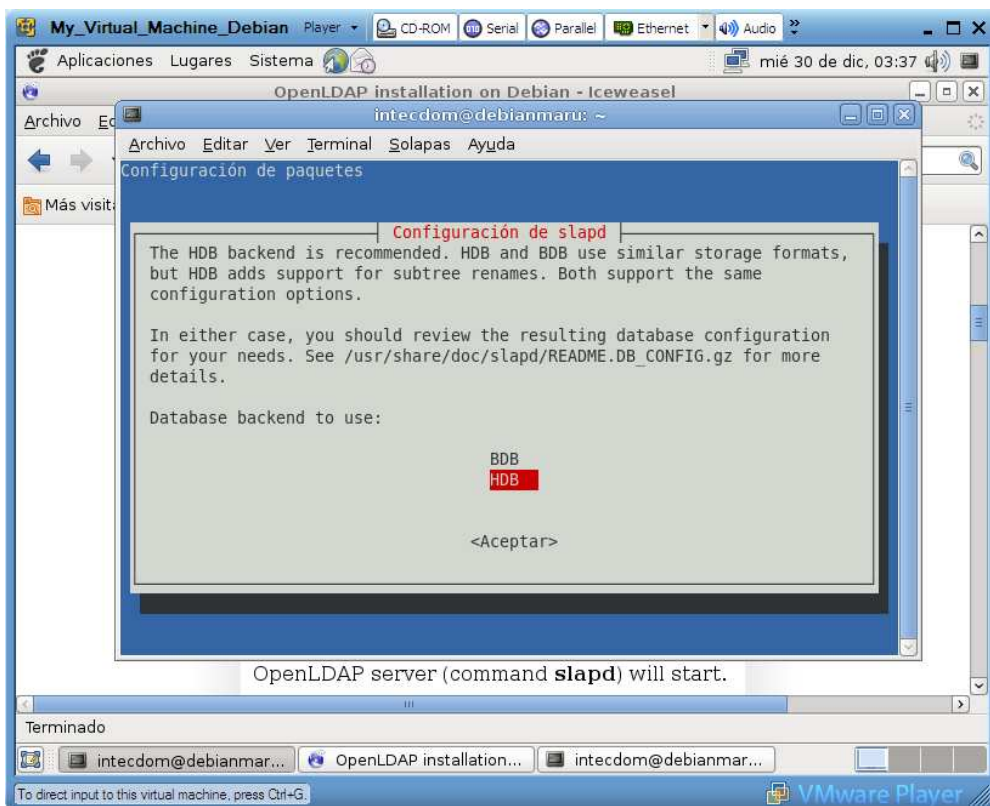 My_Virtual_Machine_Debian Player CD-ROM Serial Parallel Ethernet Audio
Aplicaciones Lugares Sistema mié 30 de dic, 03:37
OpenLDAP installation on Debian - Iceweasel
intecdom@debianmaru: ~
Archivo Ed
Archivo Editar Ver Terminal Solapas Ayuda
Configuración de paquetes
Más visita
Configuración de slapd
The HDB backend is recommended. HDB and BDB use similar storage formats,
but HDB adds support for subtree renames. Both support the same
configuration options.
In either case, you should review the resulting database configuration
for your needs. See /usr/share/doc/slapd/README.DB_CONFIG.gz for more
details.
Database backend to use:
BDB
HDB
<Aceptar>
OpenLDAP server (command slapd) will start.
Terminado
intecdom@debianmar... OpenLDAP installation... intecdom@debianmar...
To direct input to this virtual machine, press Ctrl+G.
VMware Player